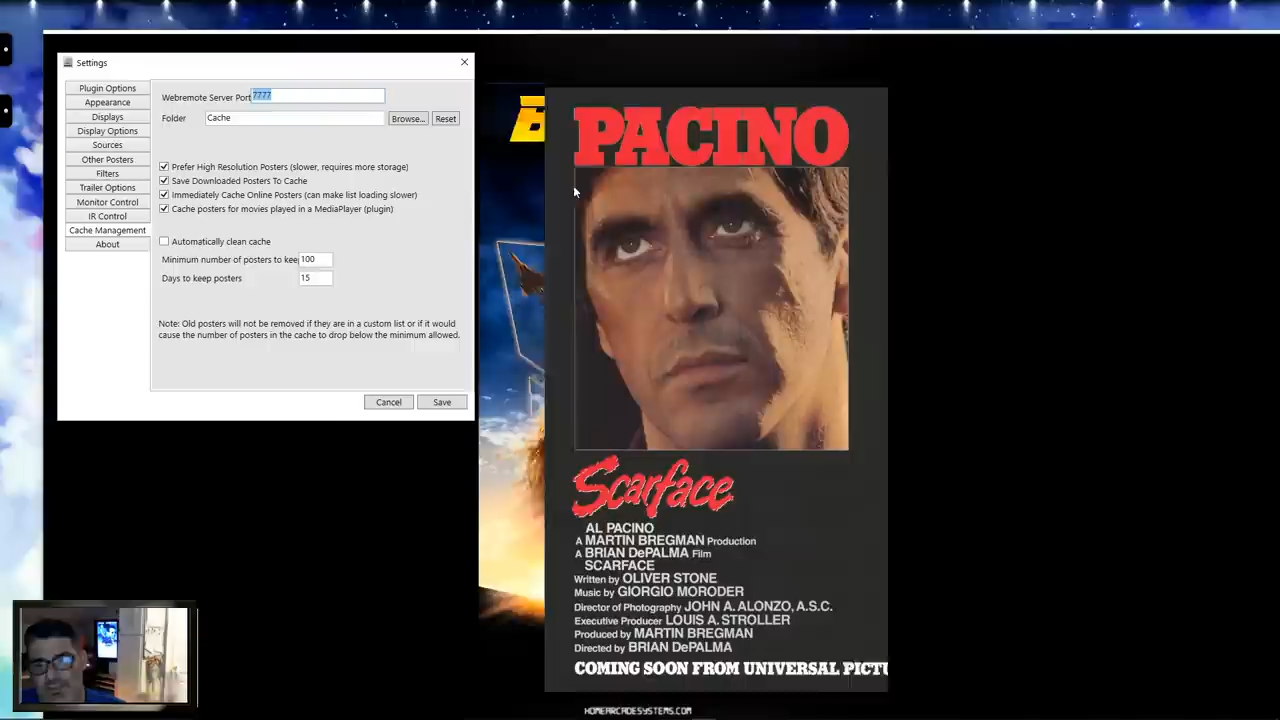 Settings
Plugin Options
Appearance
Displays
Display Options
Sources
Other Posters
Filters
Trailer Options
Monitor Control
IR Control
Cache Management
About
Webremote Server Port 7777
Folder Cache Browse... Reset
Prefer High Resolution Posters (slower, requires more storage)
Save Downloaded Posters To Cache
Immediately Cache Online Posters (can make list loading slower)
Cache posters for movies played in a MediaPlayer (plugin)
Automatically clean cache
Minimum number of posters to kee 100
Days to keep posters 15
Note: Old posters will not be removed if they are in a custom list or if it would
cause the number of posters in the cache to drop below the minimum allowed.
Cancel Save
PACINO
Scarface
AL PACINO
A MARTIN BREGMAN Production
A BRIAN DePALMA Film
SCARFACE
Written by OLIVER STONE
Music by GIORGIO MORODER
Director of Photography JOHN A. ALONZO, A.S.C.
Executive Producer LOUIS A. STROLLER
Produced by MARTIN BREGMAN
Directed by BRIAN DePALMA
COMING SOON FROM UNIVERSAL PICTU
HOMEARCADESYSTEMS.COM